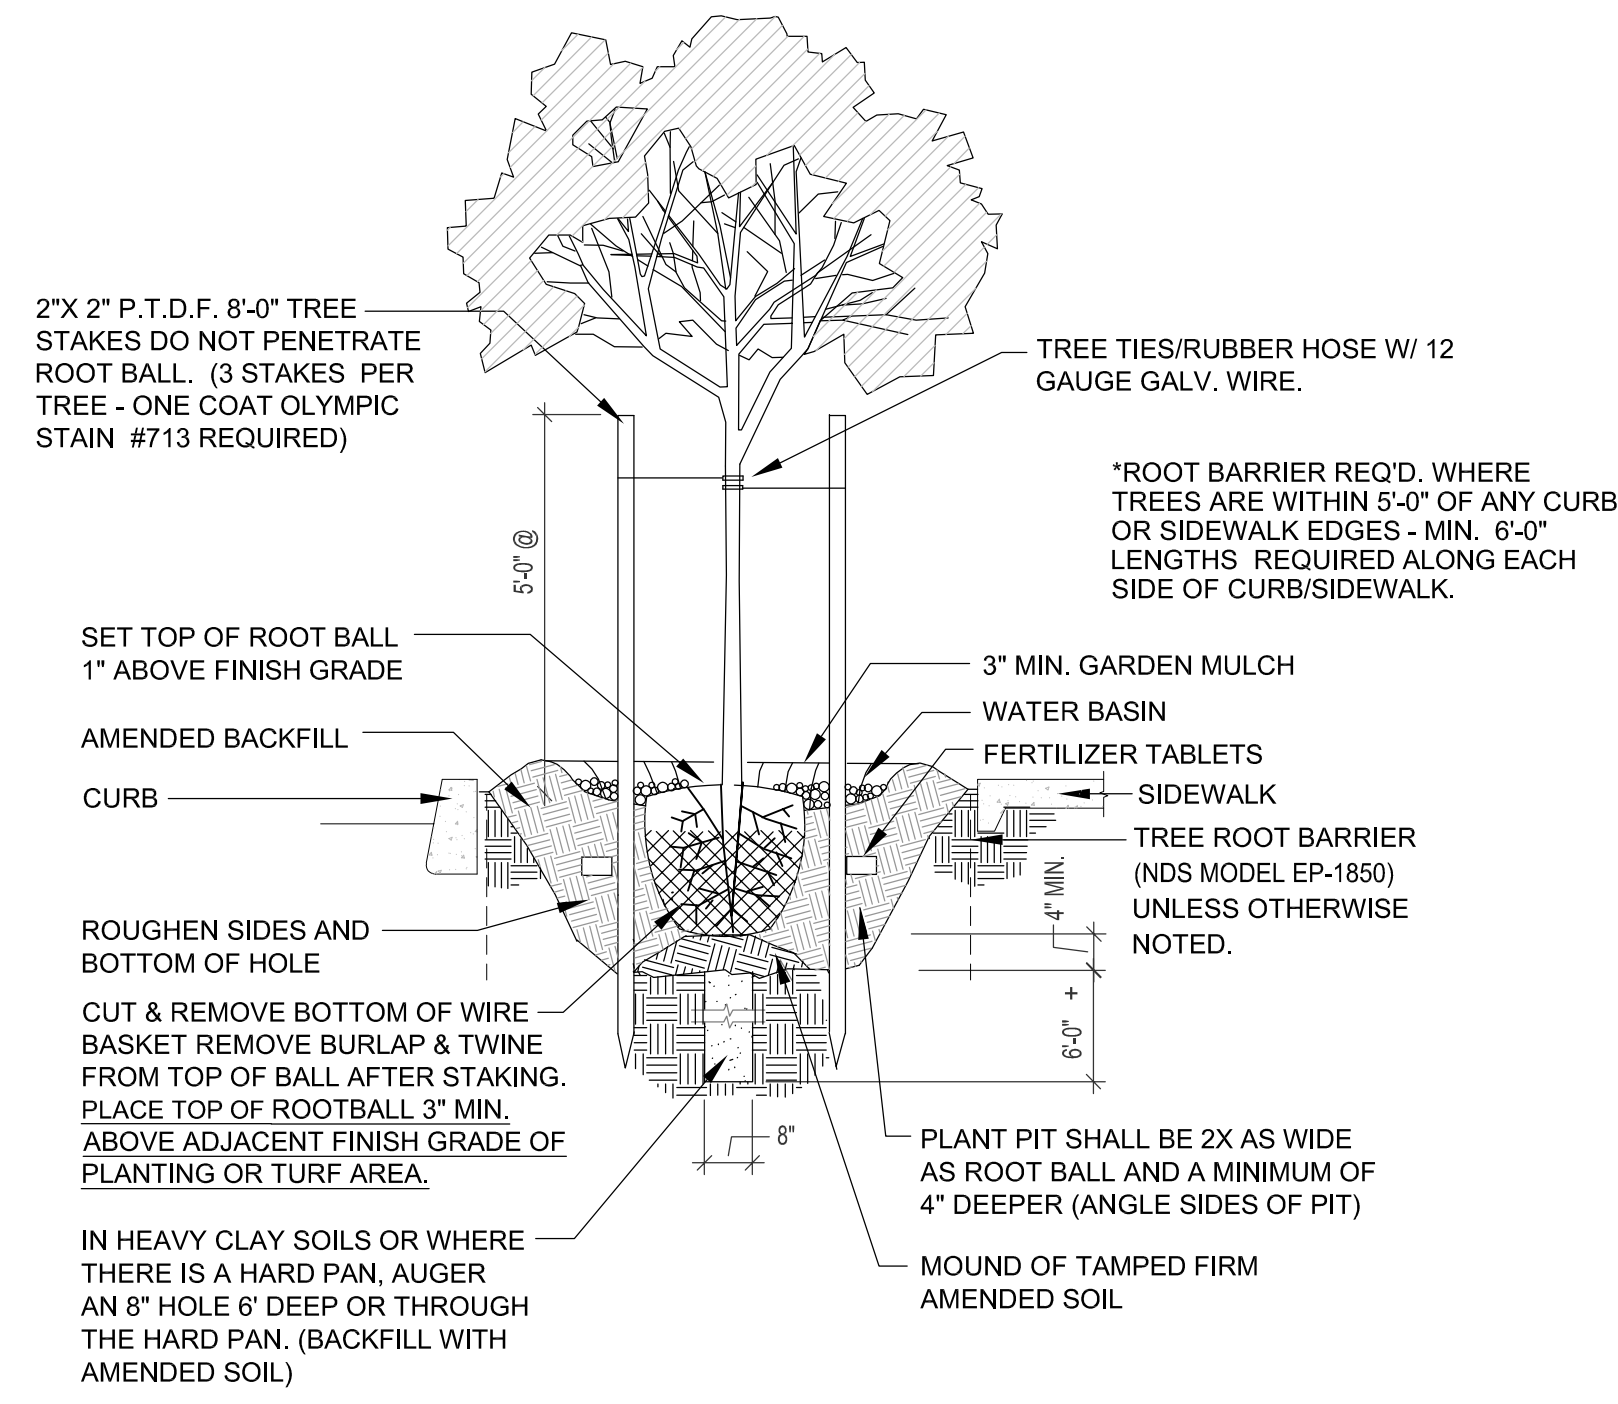 2"X 2" P.T.D.F. 8'-0" TREE
STAKES DO NOT PENETRATE
ROOT BALL. (3 STAKES PER
TREE - ONE COAT OLYMPIC
STAIN #713 REQUIRED)
TREE TIES/RUBBER HOSE W/ 12
GAUGE GALV. WIRE.
*ROOT BARRIER REQ'D. WHERE
TREES ARE WITHIN 5'-0" OF ANY CURB
OR SIDEWALK EDGES - MIN. 6'-0"
LENGTHS REQUIRED ALONG EACH
SIDE OF CURB/SIDEWALK.
5'-0" @
SET TOP OF ROOT BALL
1" ABOVE FINISH GRADE
AMENDED BACKFILL
CURB
ROUGHEN SIDES AND
BOTTOM OF HOLE
CUT & REMOVE BOTTOM OF WIRE
BASKET REMOVE BURLAP & TWINE
FROM TOP OF BALL AFTER STAKING.
PLACE TOP OF ROOTBALL 3" MIN.
ABOVE ADJACENT FINISH GRADE OF
PLANTING OR TURF AREA.
IN HEAVY CLAY SOILS OR WHERE
THERE IS A HARD PAN, AUGER
AN 8" HOLE 6' DEEP OR THROUGH
THE HARD PAN. (BACKFILL WITH
AMENDED SOIL)
3" MIN. GARDEN MULCH
WATER BASIN
FERTILIZER TABLETS
SIDEWALK
TREE ROOT BARRIER
(NDS MODEL EP-1850)
UNLESS OTHERWISE
NOTED.
4" MIN.
6'-0" +
8"
PLANT PIT SHALL BE 2X AS WIDE
AS ROOT BALL AND A MINIMUM OF
4" DEEPER (ANGLE SIDES OF PIT)
MOUND OF TAMPED FIRM
AMENDED SOIL